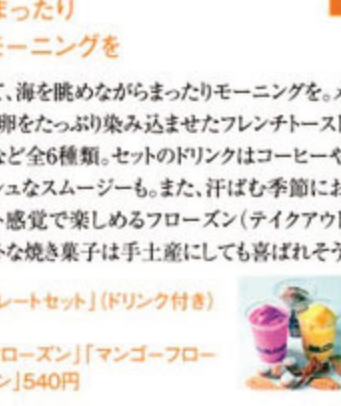 まったり
モーニングを
て、海を眺めながらまったりモーニングを。メ
卵をたっぷり染み込ませたフレンチトースト
など全6種類。セットのドリンクはコーヒーや
シュなスムージーも。また、汗ばむ季節にお
ト感覚で楽しめるフローズン（テイクアウト
トな焼き菓子は手土産にしても喜ばれそう
レートセット」（ドリンク付き）
ローズン」「マンゴーフロー
ン」540円